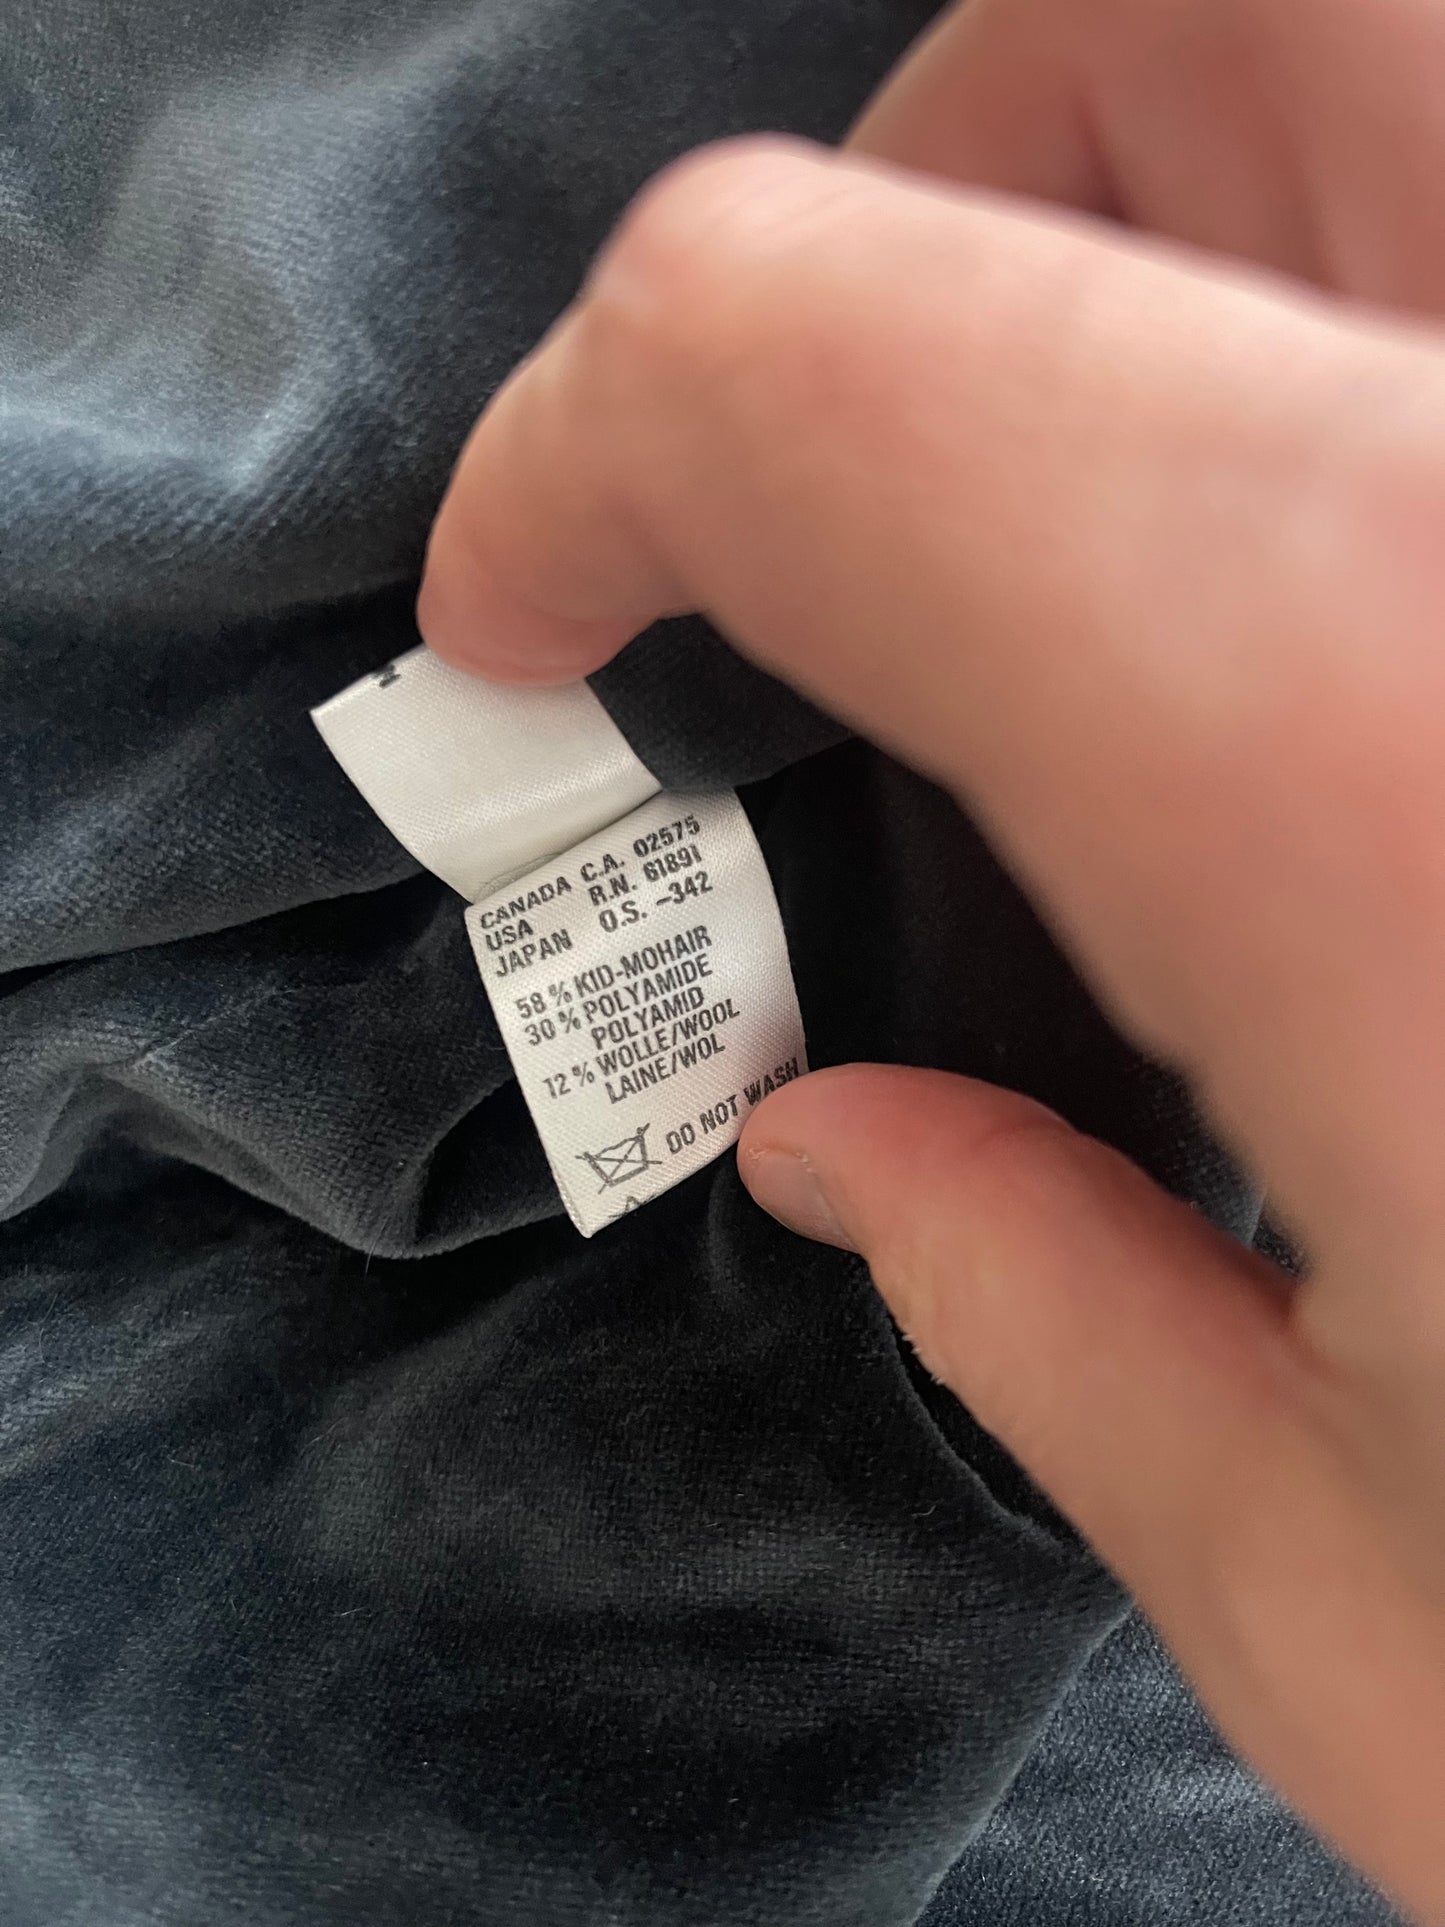 M
CANADA C.A. 02575
USA R.N. 61891
JAPAN O.S. -342
58% KID-MOHAIR
30% POLYAMIDE
POLYAMID
12% WOLLE/WOOL
LAINE/WOL
DO NOT WASH